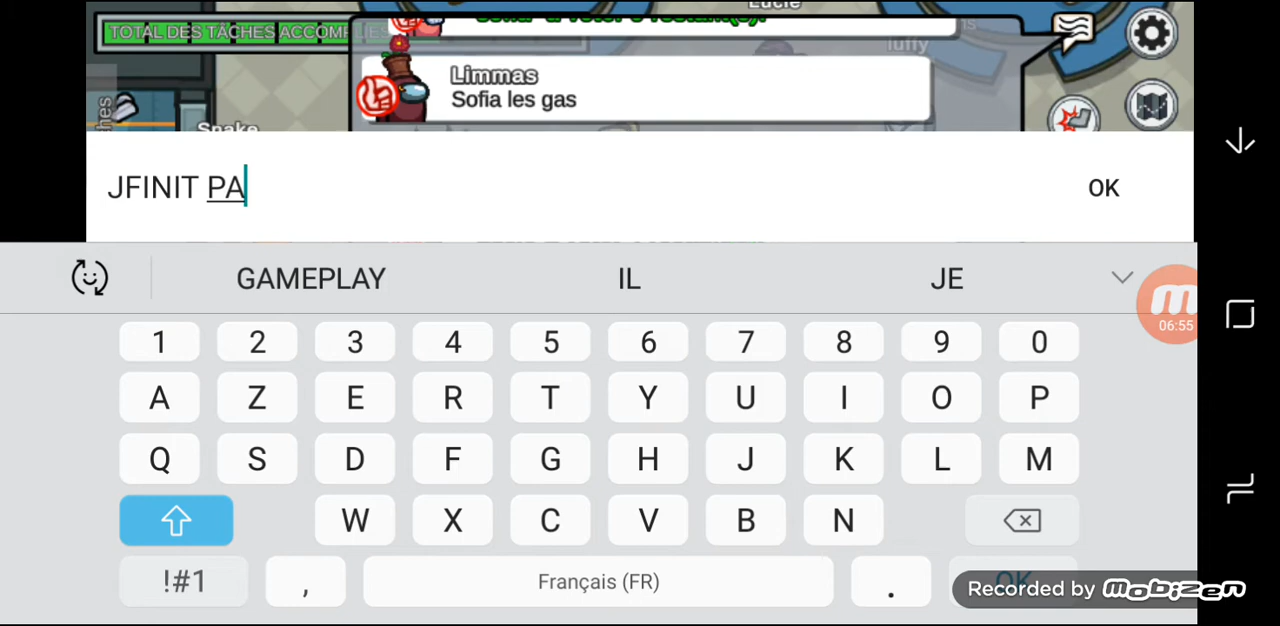 Lucie
TOTAL DES TÂCHES ACCOMPLIES
luffy
Limmas
Sofia les gas
Snake
JFINIT PA
OK
GAMEPLAY IL JE
06:55
1 2 3 4 5 6 7 8 9 0
A Z E R T Y U I O P
Q S D F G H J K L M
W X C V B N
!#1 , Français (FR) . OK
Recorded by mobizen